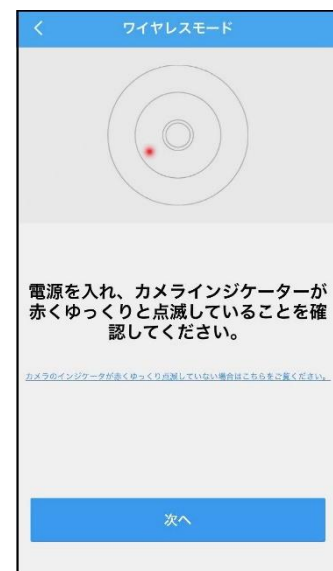 ワイヤレスモード
電源を入れ、カメラインジケーターが
赤くゆっくりと点滅していることを確
認してください。
カメラのインジケータが赤くゆっくり点滅していない場合はこちらをご覧ください。
次へ